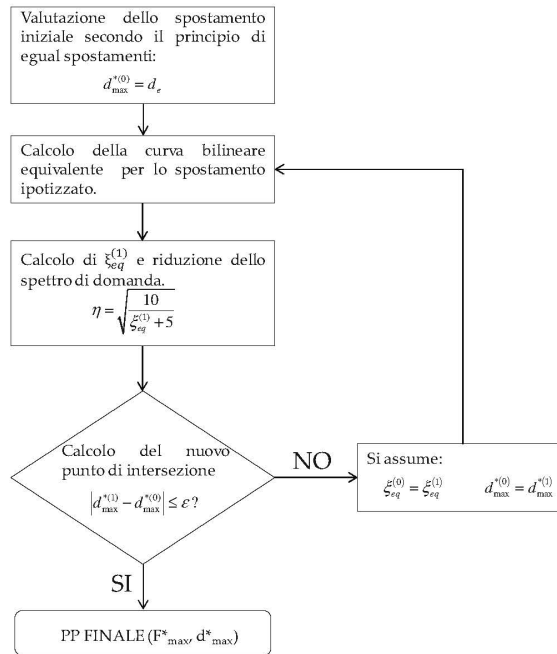 Valutazione dello spostamento
iniziale secondo il principio di
egual spostamenti:
d*(0)max = de
Calcolo della curva bilineare
equivalente per lo spostamento
ipotizzato.
Calcolo di ξ(1)eq e riduzione dello
spettro di domanda.
η = √(10 / (ξ(1)eq + 5))
Calcolo del nuovo
punto di intersezione
|d*(1)max − d*(0)max| ≤ ε?
NO
Si assume:
ξ(0)eq = ξ(1)eq d*(0)max = d*(1)max
SI
PP FINALE (F*max, d*max)